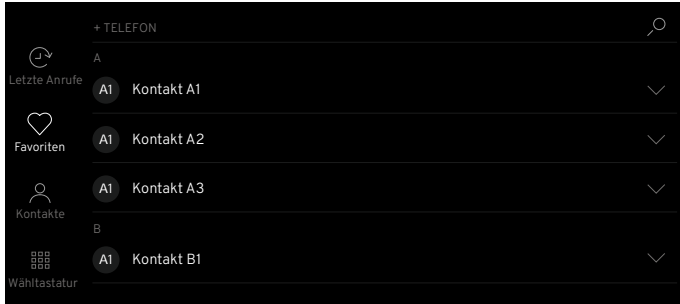 + TELEFON
A
Letzte Anrufe
A1 Kontakt A1
Favoriten
A1 Kontakt A2
A1 Kontakt A3
Kontakte
B
A1 Kontakt B1
Wähltastatur